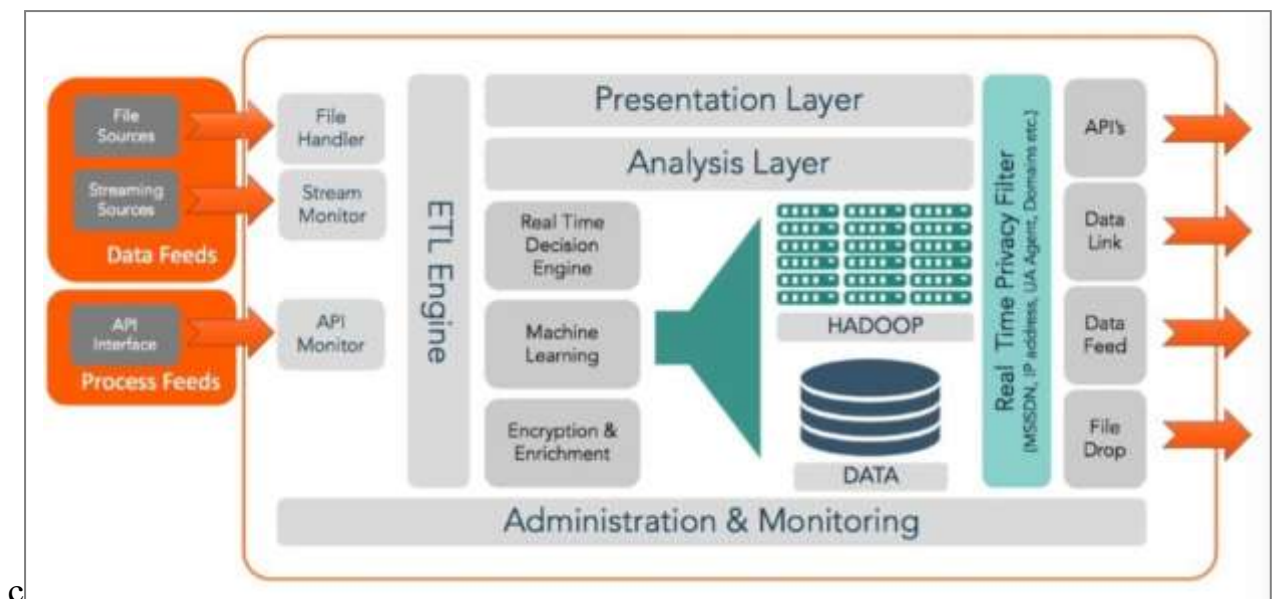 File
Sources
Streaming
Sources
Data Feeds
API
Interface
Process Feeds
File
Handler
Stream
Monitor
API
Monitor
ETL Engine
Presentation Layer
Analysis Layer
Real Time
Decision
Engine
Machine
Learning
Encryption &
Enrichment
HADOOP
DATA
Real Time Privacy Filter
(MSISDN, IP address, UA Agent, Domains etc.)
API's
Data
Link
Data
Feed
File
Drop
Administration & Monitoring
c